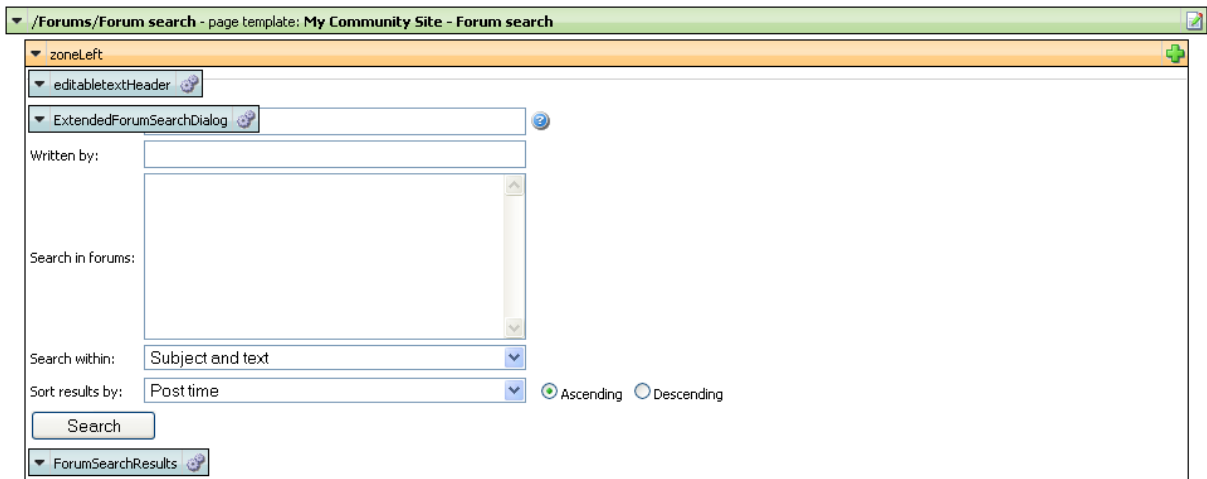 /Forums/Forum search - page template: My Community Site - Forum search
zoneLeft
editabletextHeader
ExtendedForumSearchDialog
Written by:
Search in forums:
Search within: Subject and text
Sort results by: Post time Ascending Descending
Search
ForumSearchResults